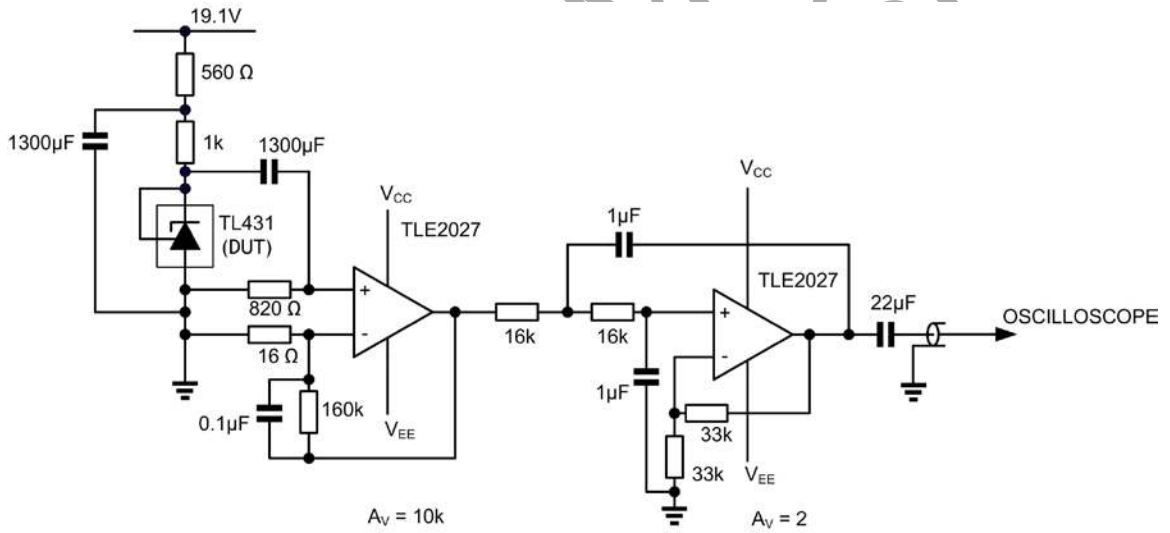 19.1V
560 Ω
1300µF
1k
1300µF
TL431
(DUT)
820 Ω
16 Ω
0.1µF
160k
VCC
TLE2027
+
-
VEE
AV = 10k
16k
16k
1µF
1µF
VCC
TLE2027
+
-
33k
33k
VEE
AV = 2
22µF
OSCILLOSCOPE